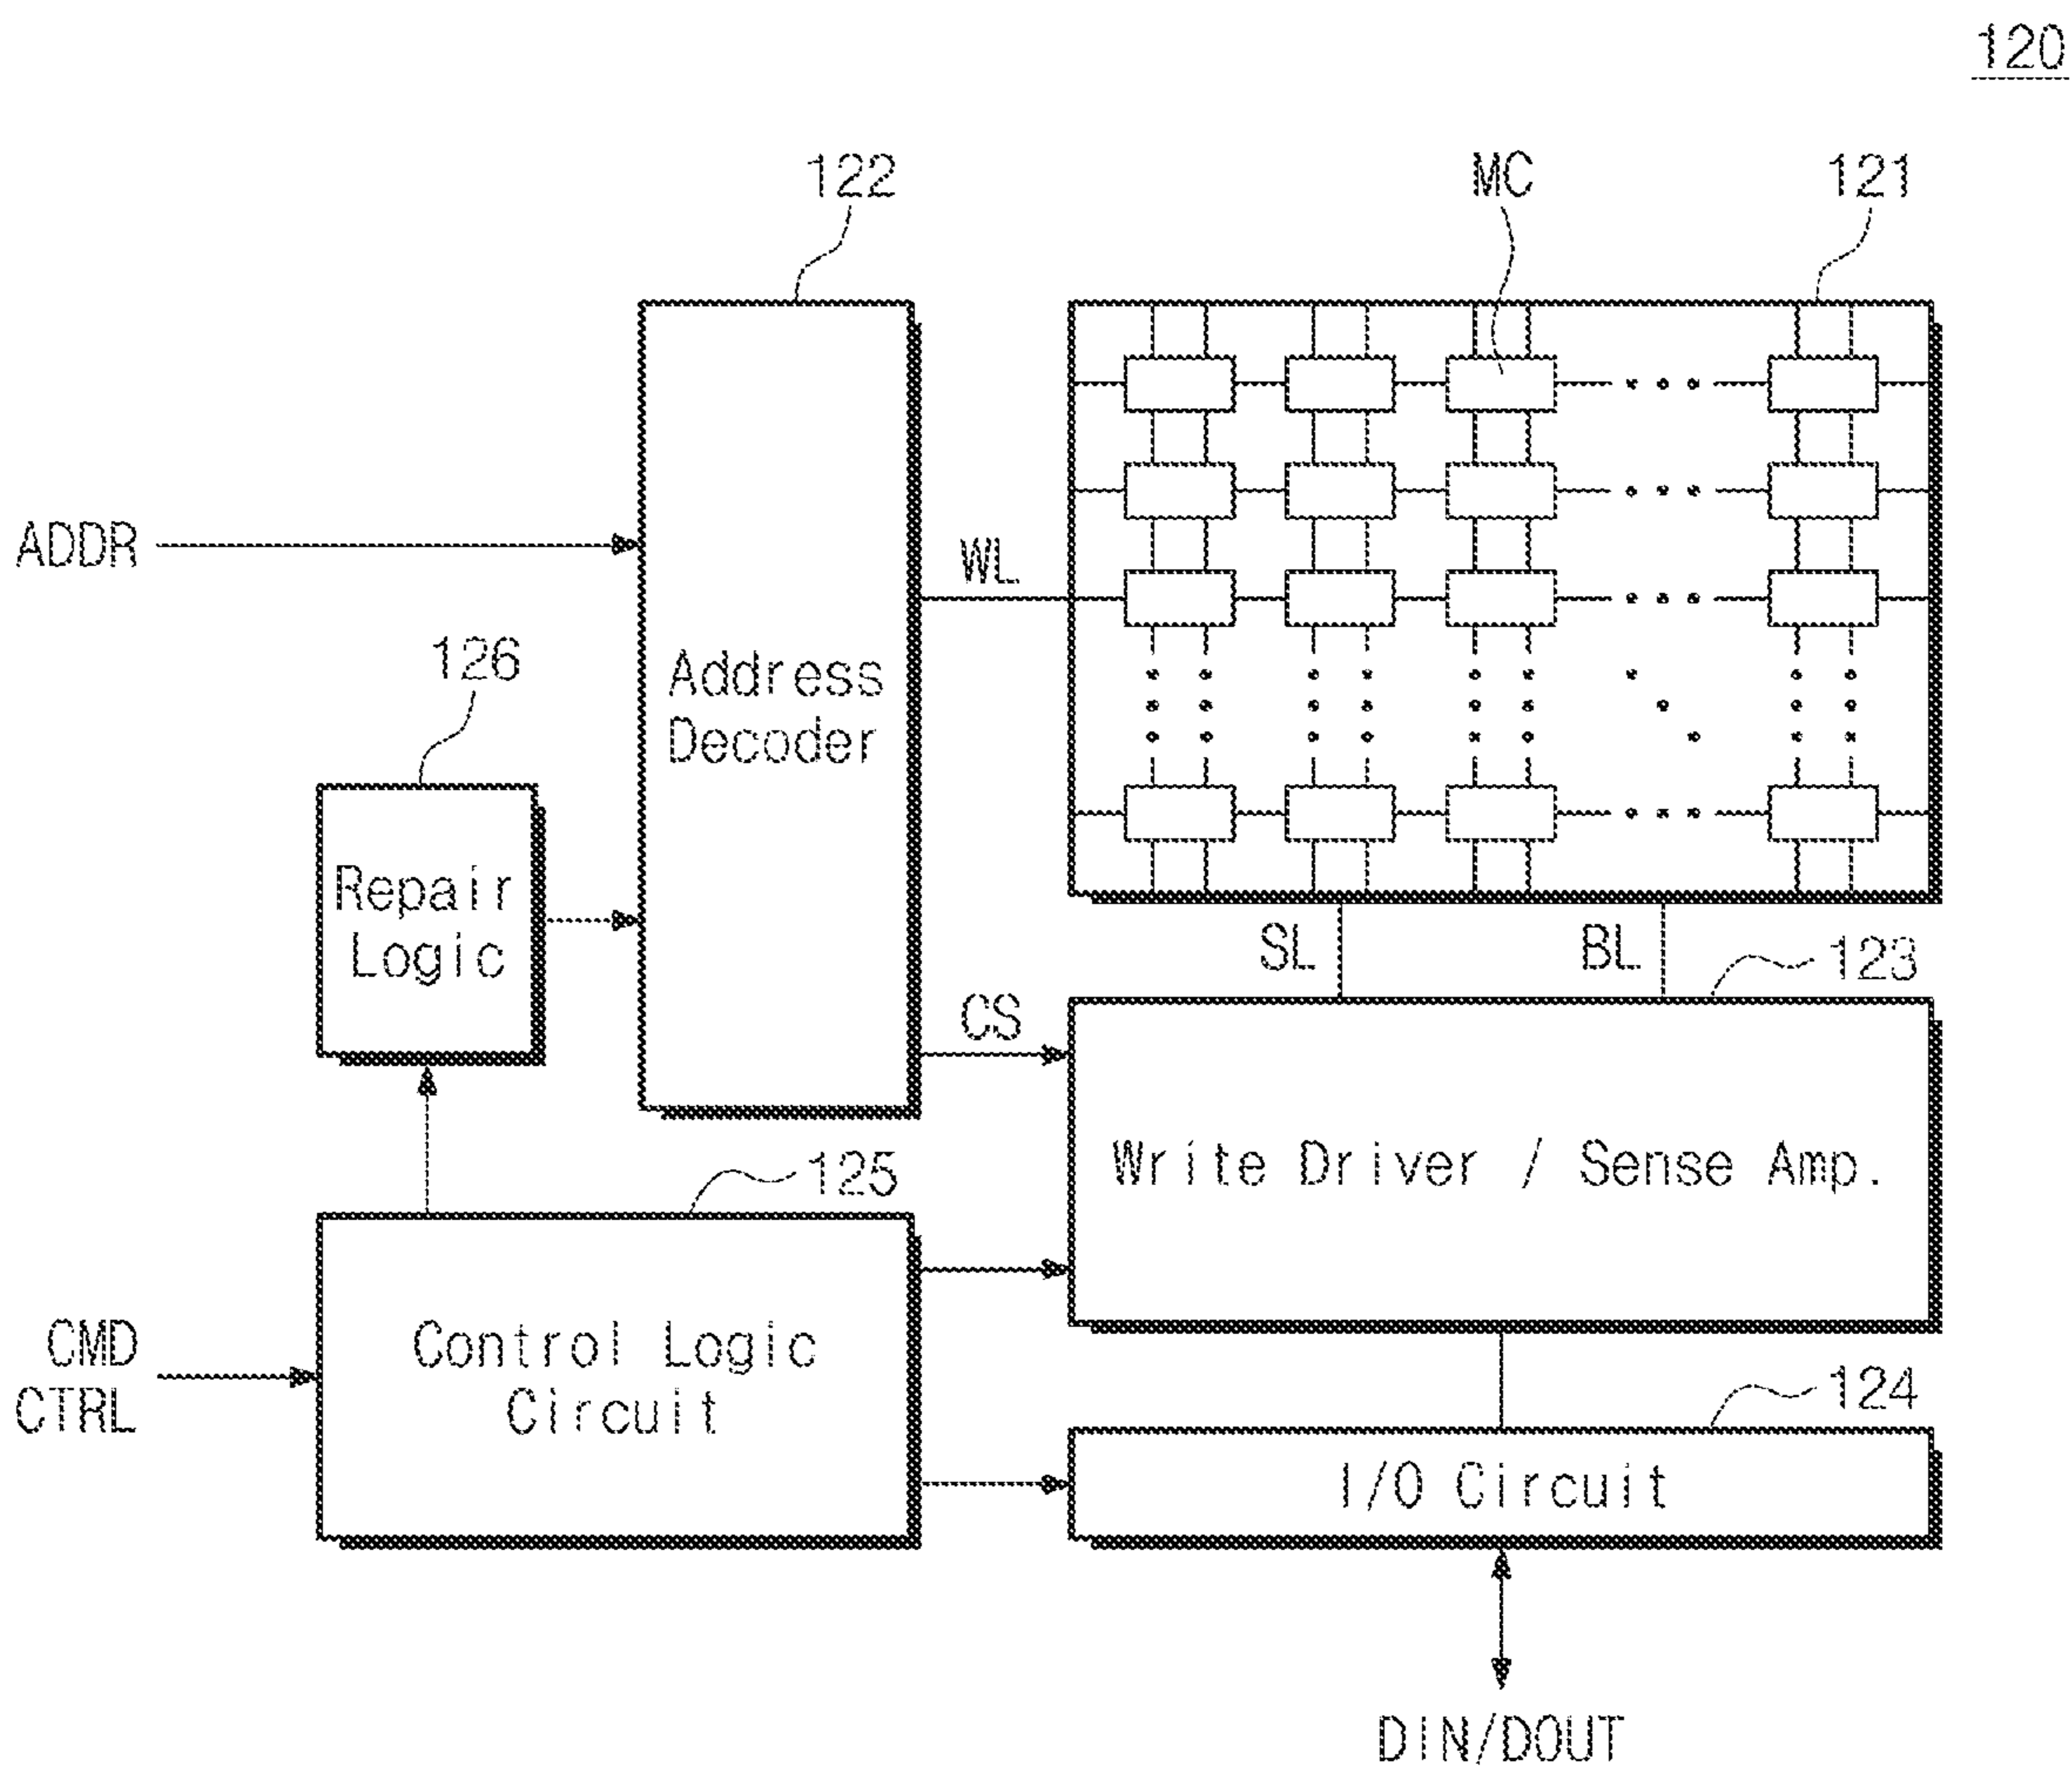 120
122
MC
121
ADDR
WL
126
Address
Decoder
Repair
Logic
SL
BL
123
CS
Write Driver / Sense Amp.
125
CMD
CTRL
Control Logic
Circuit
124
I/O Circuit
DIN/DOUT